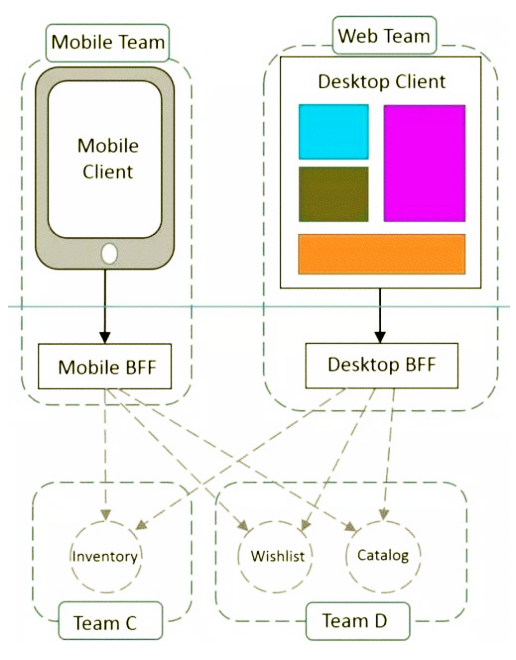 Mobile Team
Web Team
Mobile
Client
Desktop Client
Mobile BFF
Desktop BFF
Inventory
Wishlist
Catalog
Team C
Team D